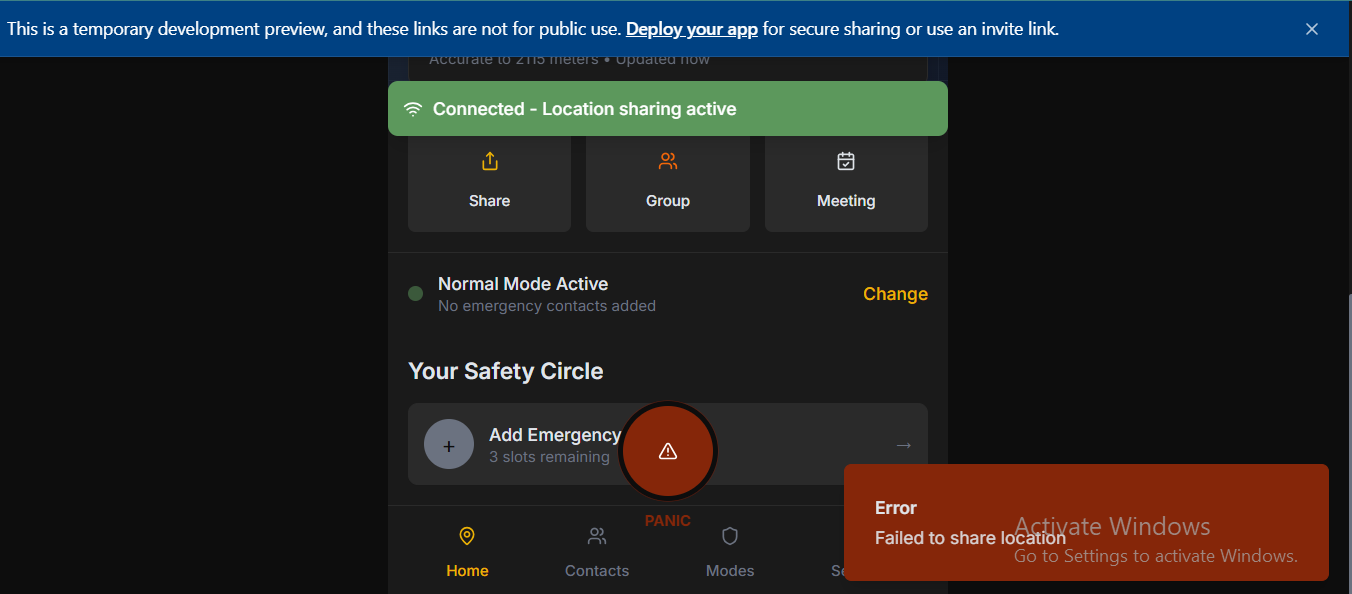 This is a temporary development preview, and these links are not for public use. Deploy your app for secure sharing or use an invite link.
Accurate to 2115 meters • Updated now
Connected - Location sharing active
Share
Group
Meeting
Normal Mode Active
No emergency contacts added
Change
Your Safety Circle
Add Emergency
3 slots remaining
PANIC
Error
Failed to share location
Activate Windows
Go to Settings to activate Windows.
Home
Contacts
Modes